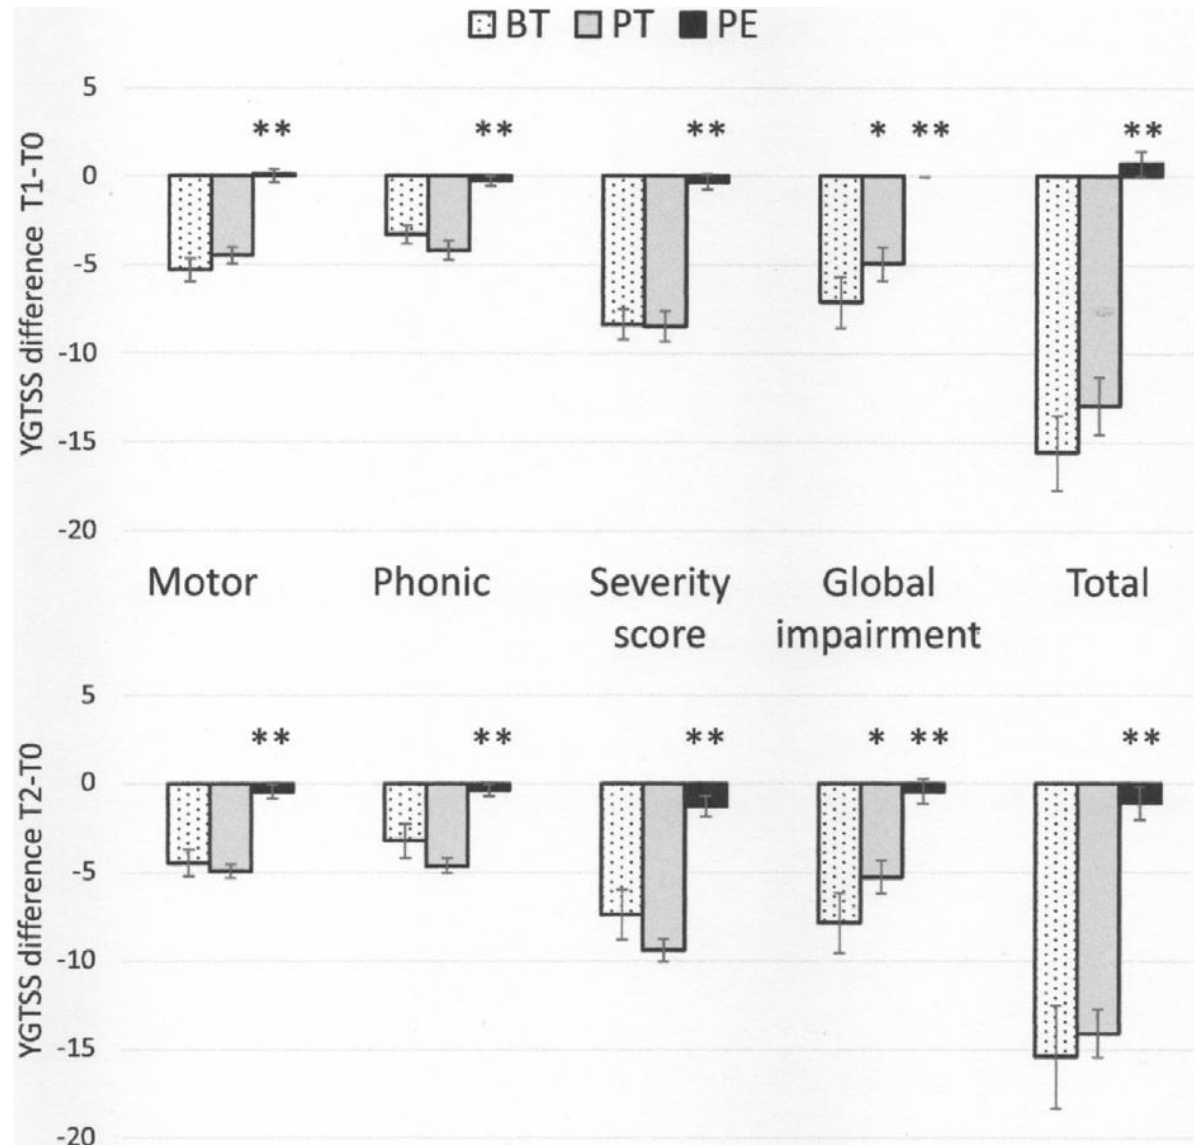 BT PT PE
YGTSS difference T1-T0
5
** ** ** * ** **
0
-5
-10
-15
-20
Motor Phonic Severity score Global impairment Total
YGTSS difference T2-T0
5
** ** ** * ** **
0
-5
-10
-15
-20